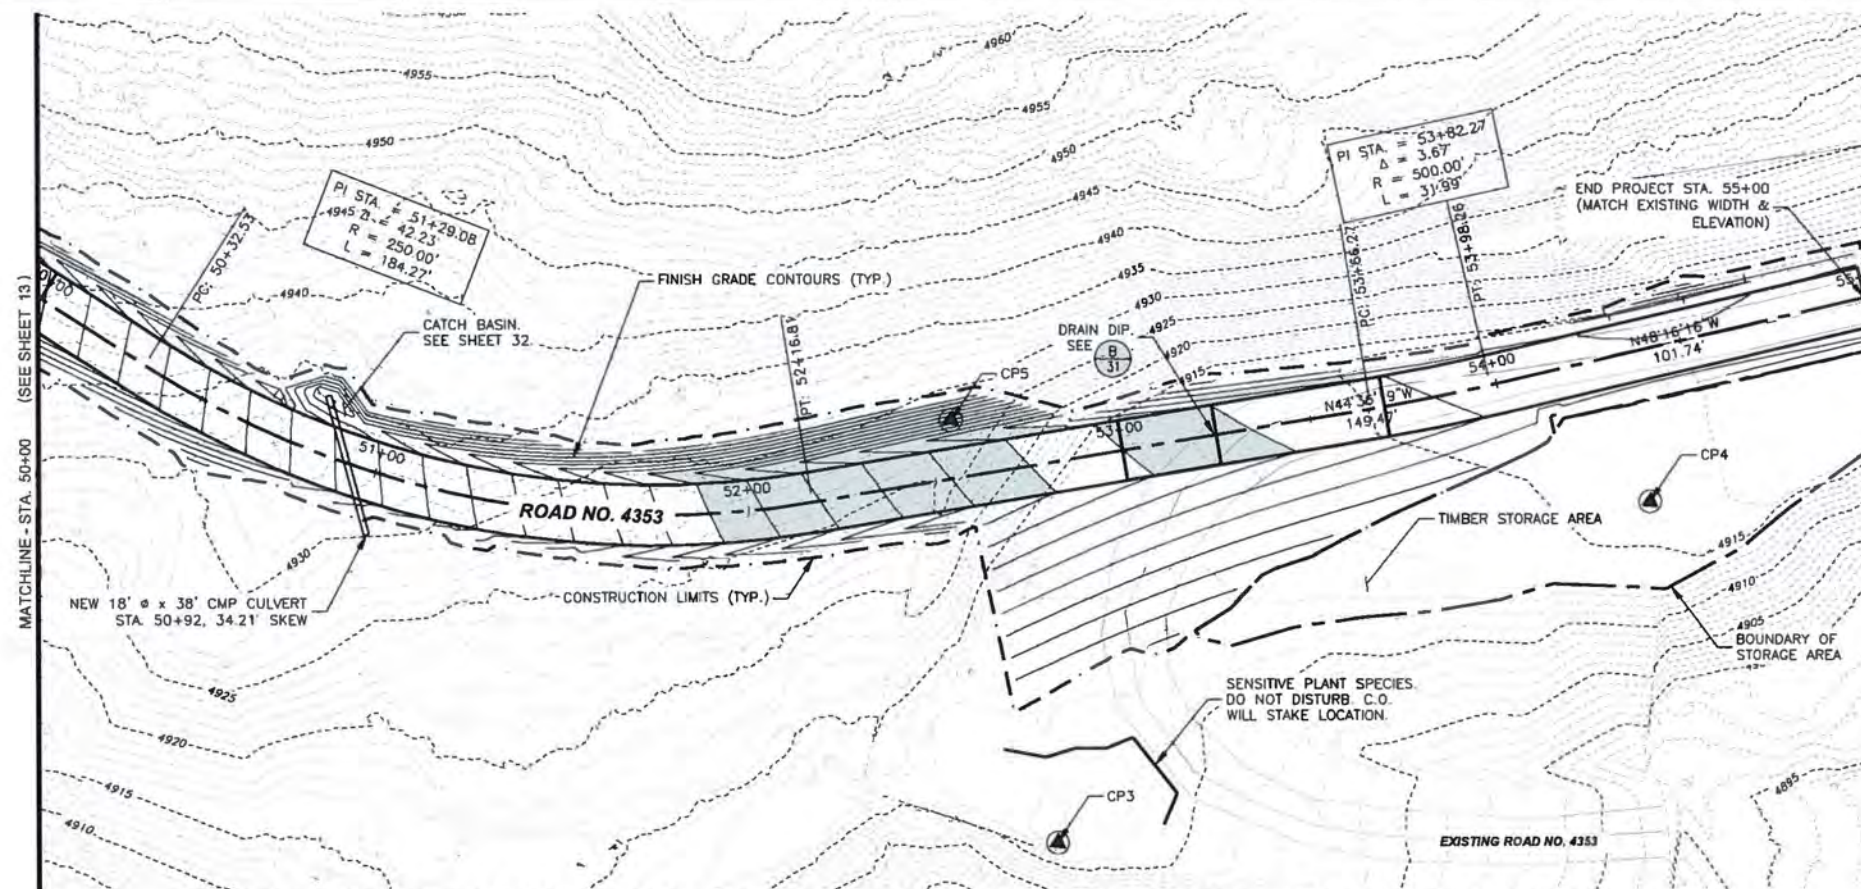 MATCHLINE - STA. 50+00 (SEE SHEET 13.)
4960
4955
4955
4950
4950
4945
4940
4940
4935
4930
4925
4920
4915
PC: 50+32.53
PI STA. = 51+29.08
4945
Δ = 42.23
R = 250.00'
L = 184.27'
CATCH BASIN.
SEE SHEET 32.
FINISH GRADE CONTOURS (TYP.)
PT: 52+16.81
CP5
DRAIN DIP.
SEE
B
31
PI STA. = 53+82.27
Δ = 3.67
R = 500.00'
L = 31.99'
PC: 53+66.27
PT: 53+98.26
END PROJECT STA. 55+00
(MATCH EXISTING WIDTH &
ELEVATION)
51+00
52+00
53+00
54+00
N48°16'16"W
101.74'
149.47'
ROAD NO. 4353
4930
NEW 18' ø x 38' CMP CULVERT
STA. 50+92, 34.21' SKEW
CONSTRUCTION LIMITS (TYP.)
CP4
TIMBER STORAGE AREA
4915
4910
4905
BOUNDARY OF
STORAGE AREA
SENSITIVE PLANT SPECIES.
DO NOT DISTURB. C.O.
WILL STAKE LOCATION.
4925
4920
4915
4910
CP3
4895
EXISTING ROAD NO. 4353